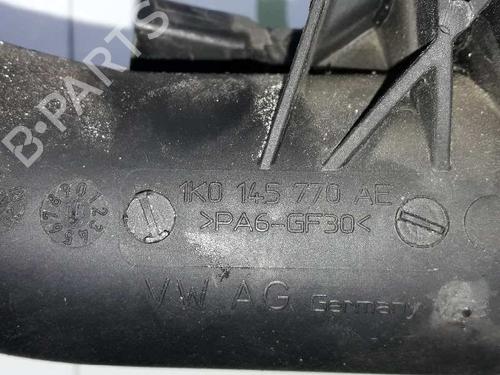 B-PARTS
1K0 145 770 AE
>PA6-GF30<
VW AG Germany